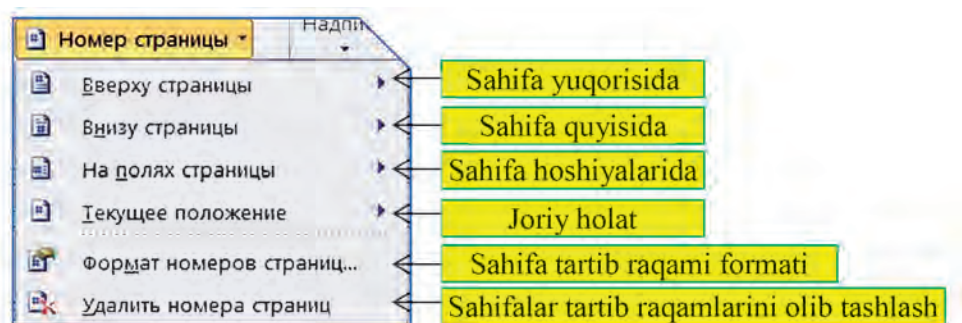 Номер страницы
Вверху страницы Sahifa yuqorisida
Внизу страницы Sahifa quyisida
На полях страницы Sahifa hoshiyalarida
Текущее положение Joriy holat
Формат номеров страниц... Sahifa tartib raqami formati
Удалить номера страниц Sahifalar tartib raqamlarini olib tashlash